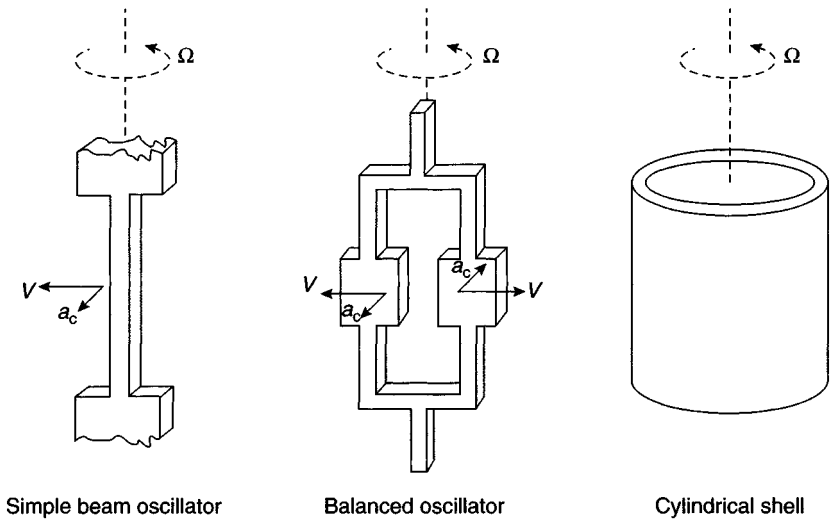 Ω
Ω
Ω
V
a_c
V
a_c
a_c
V
Simple beam oscillator
Balanced oscillator
Cylindrical shell